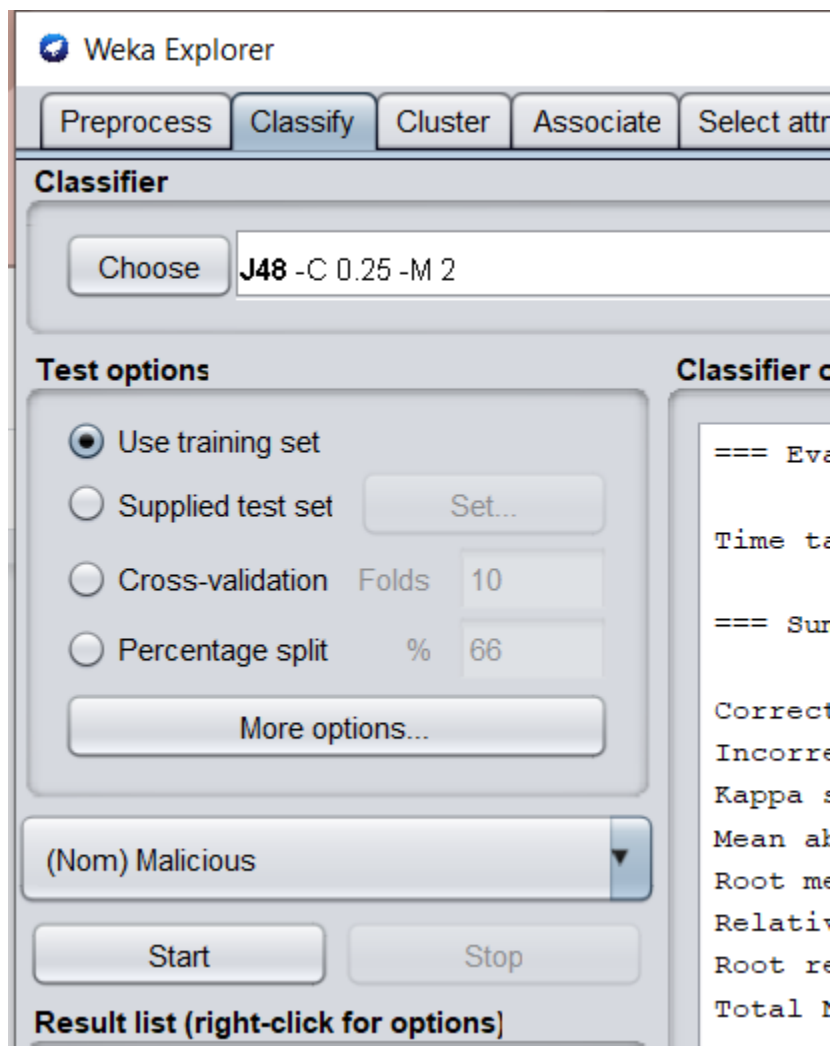 Weka Explorer
Preprocess Classify Cluster Associate Select attr
Classifier
Choose J48 -C 0.25 -M 2
Test options
Use training set
Supplied test set Set...
Cross-validation Folds 10
Percentage split % 66
More options...
(Nom) Malicious
Start Stop
Result list (right-click for options)
Classifier o
=== Eva
Time ta
=== Sum
Correct
Incorre
Kappa s
Mean ab
Root me
Relativ
Root re
Total N